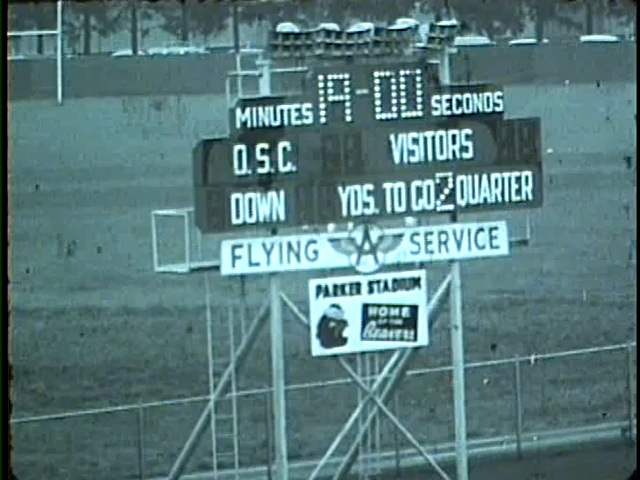 MINUTES 19-00 SECONDS
O.S.C. VISITORS
DOWN YDS. TO GO 2 QUARTER
FLYING A SERVICE
PARKER STADIUM
HOME
OF THE
Beavers